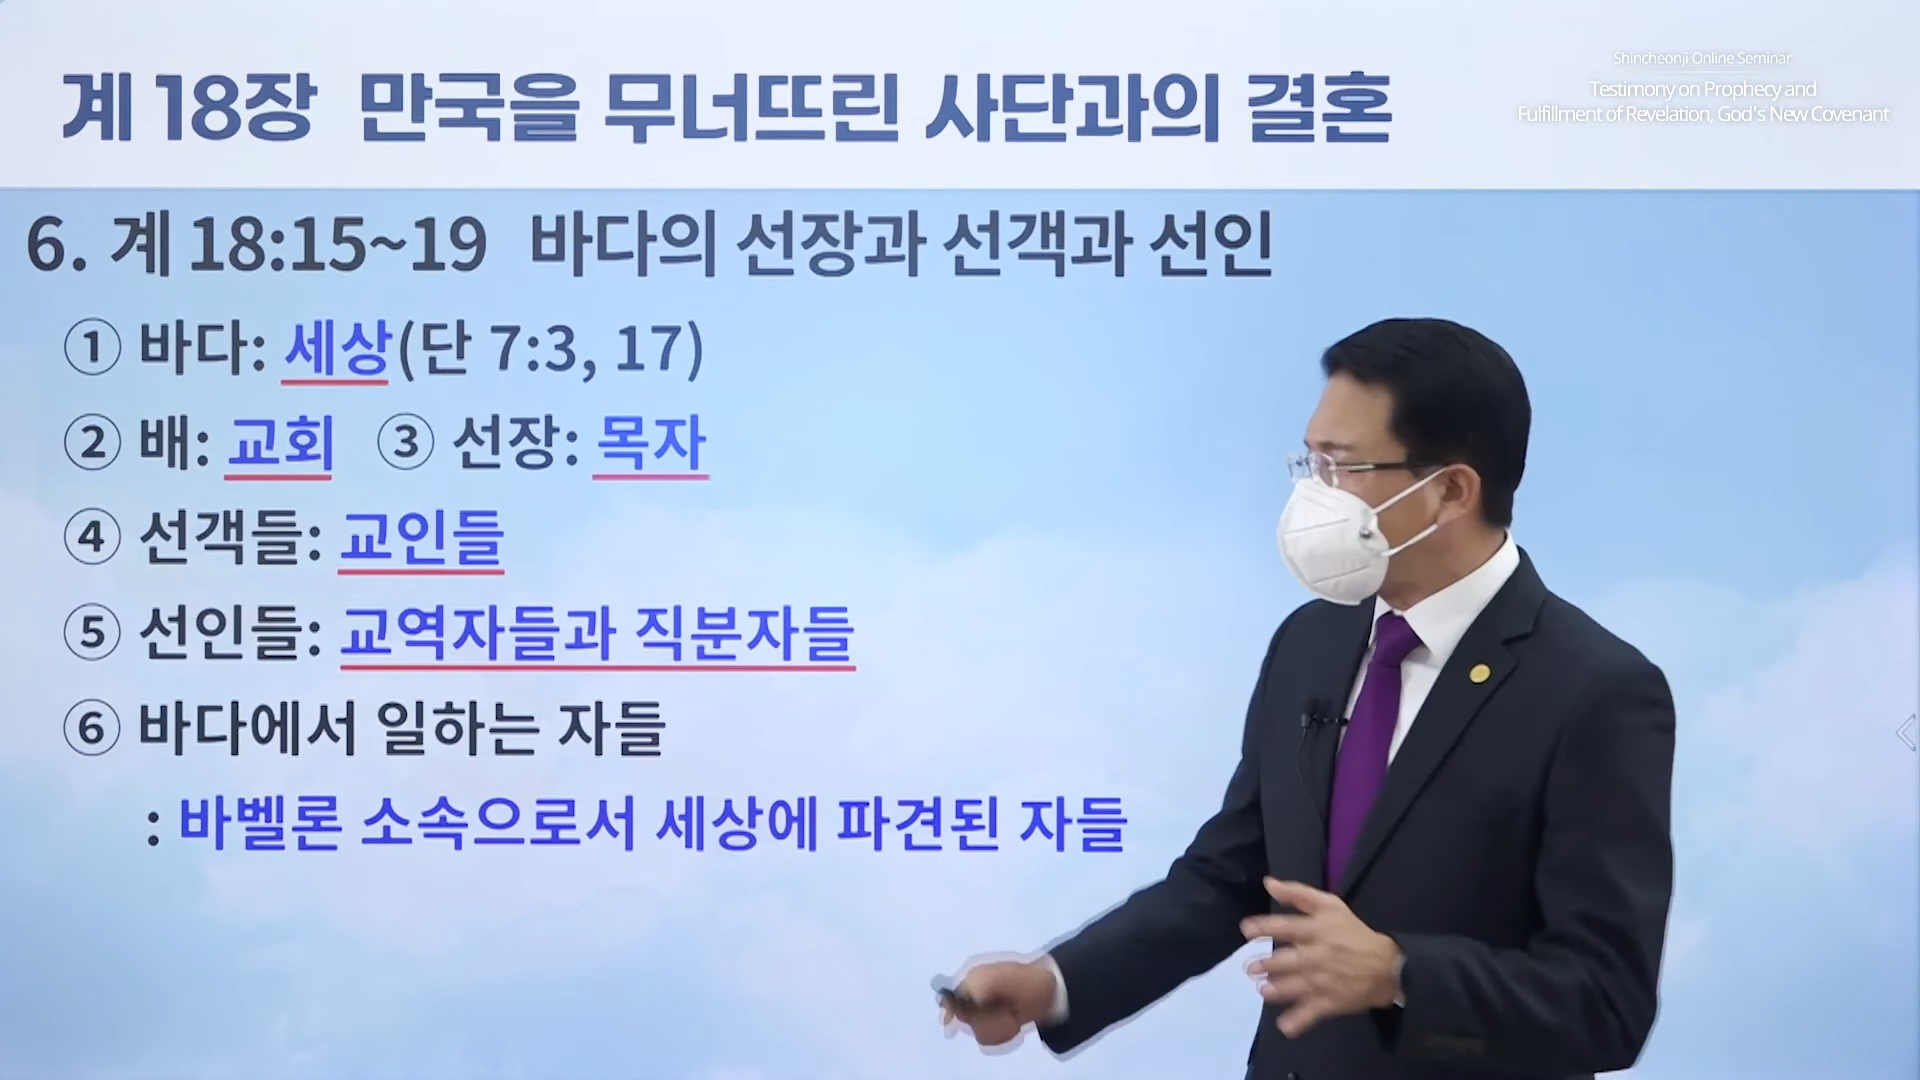 계 18장 만국을 무너뜨린 사단과의 결혼
Shincheonji Online Seminar
Testimony on Prophecy and
Fulfillment of Revelation, God's New Covenant
6. 계 18:15~19 바다의 선장과 선객과 선인
① 바다: 세상(단 7:3, 17)
② 배: 교회 ③ 선장: 목자
④ 선객들: 교인들
⑤ 선인들: 교역자들과 직분자들
⑥ 바다에서 일하는 자들
: 바벨론 소속으로서 세상에 파견된 자들